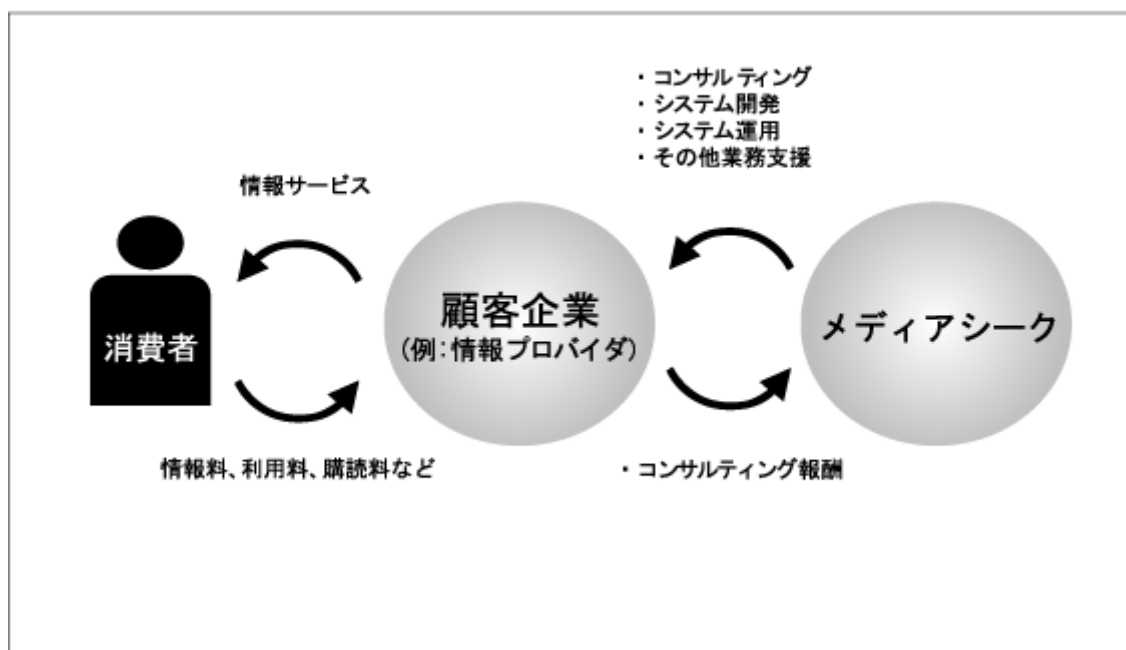 ・コンサルティング
・システム開発
・システム運用
・その他業務支援
情報サービス
消費者
顧客企業
(例：情報プロバイダ)
メディアシーク
情報料、利用料、購読料など
・コンサルティング報酬